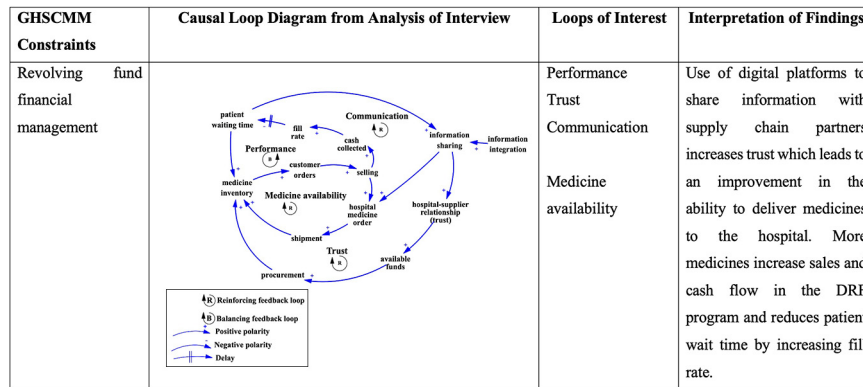 GHSCMM
Constraints
Causal Loop Diagram from Analysis of Interview
Loops of Interest
Interpretation of Findings
Revolving fund
financial
management
patient
waiting time
fill
rate
Communication
R
cash
collected
information
sharing
information
integration
Performance
B
customer
orders
selling
medicine
inventory
Medicine availability
R
hospital
medicine
order
hospital-supplier
relationship
(trust)
shipment
Trust
R
available
funds
procurement
R Reinforcing feedback loop
B Balancing feedback loop
+
Positive polarity
-
Negative polarity
Delay
Performance
Trust
Communication
Medicine
availability
Use of digital platforms to
share information with
supply chain partners
increases trust which leads to
an improvement in the
ability to deliver medicines
to the hospital. More
medicines increase sales and
cash flow in the DRF
program and reduces patient
wait time by increasing fill
rate.